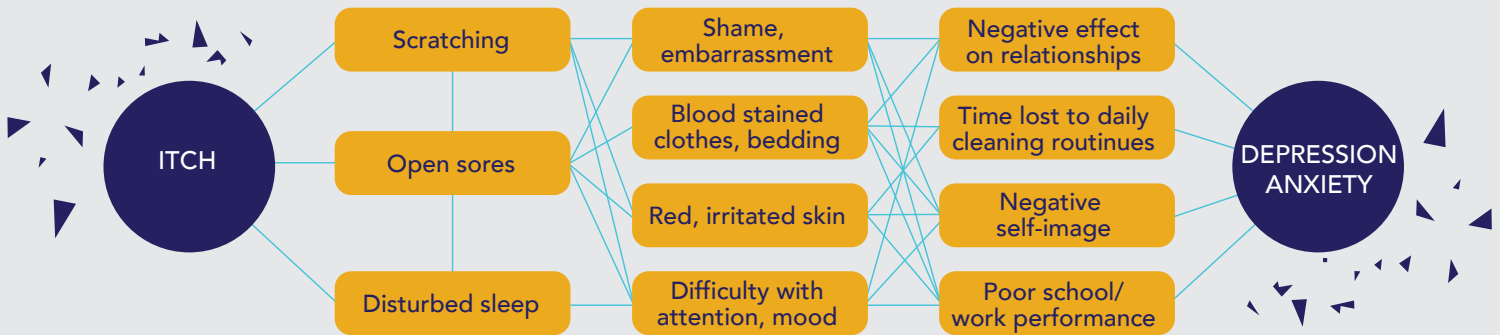 ITCH
Scratching
Open sores
Disturbed sleep
Shame,
embarrassment
Blood stained
clothes, bedding
Red, irritated skin
Difficulty with
attention, mood
Negative effect
on relationships
Time lost to daily
cleaning routinues
Negative
self-image
Poor school/
work performance
DEPRESSION
ANXIETY